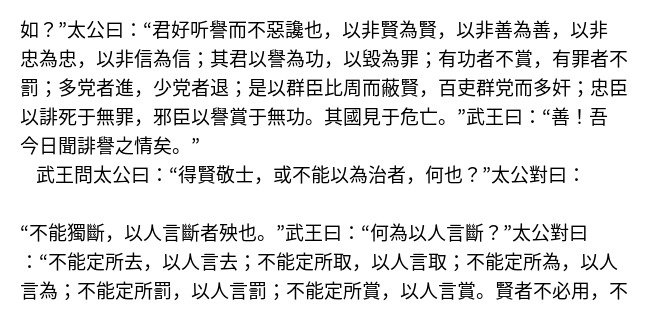 如？”太公曰：“君好听譽而不惡讒也，以非賢為賢，以非善為善，以非
忠為忠，以非信為信；其君以譽為功，以毀為罪；有功者不賞，有罪者不
罰；多党者進，少党者退；是以群臣比周而蔽賢，百吏群党而多奸；忠臣
以誹死于無罪，邪臣以譽賞于無功。其國見于危亡。”武王曰：“善！吾
今日聞誹譽之情矣。”
武王問太公曰：“得賢敬士，或不能以為治者，何也？”太公對曰：
“不能獨斷，以人言斷者殃也。”武王曰：“何為以人言斷？”太公對曰
：“不能定所去，以人言去；不能定所取，以人言取；不能定所為，以人
言為；不能定所罰，以人言罰；不能定所賞，以人言賞。賢者不必用，不